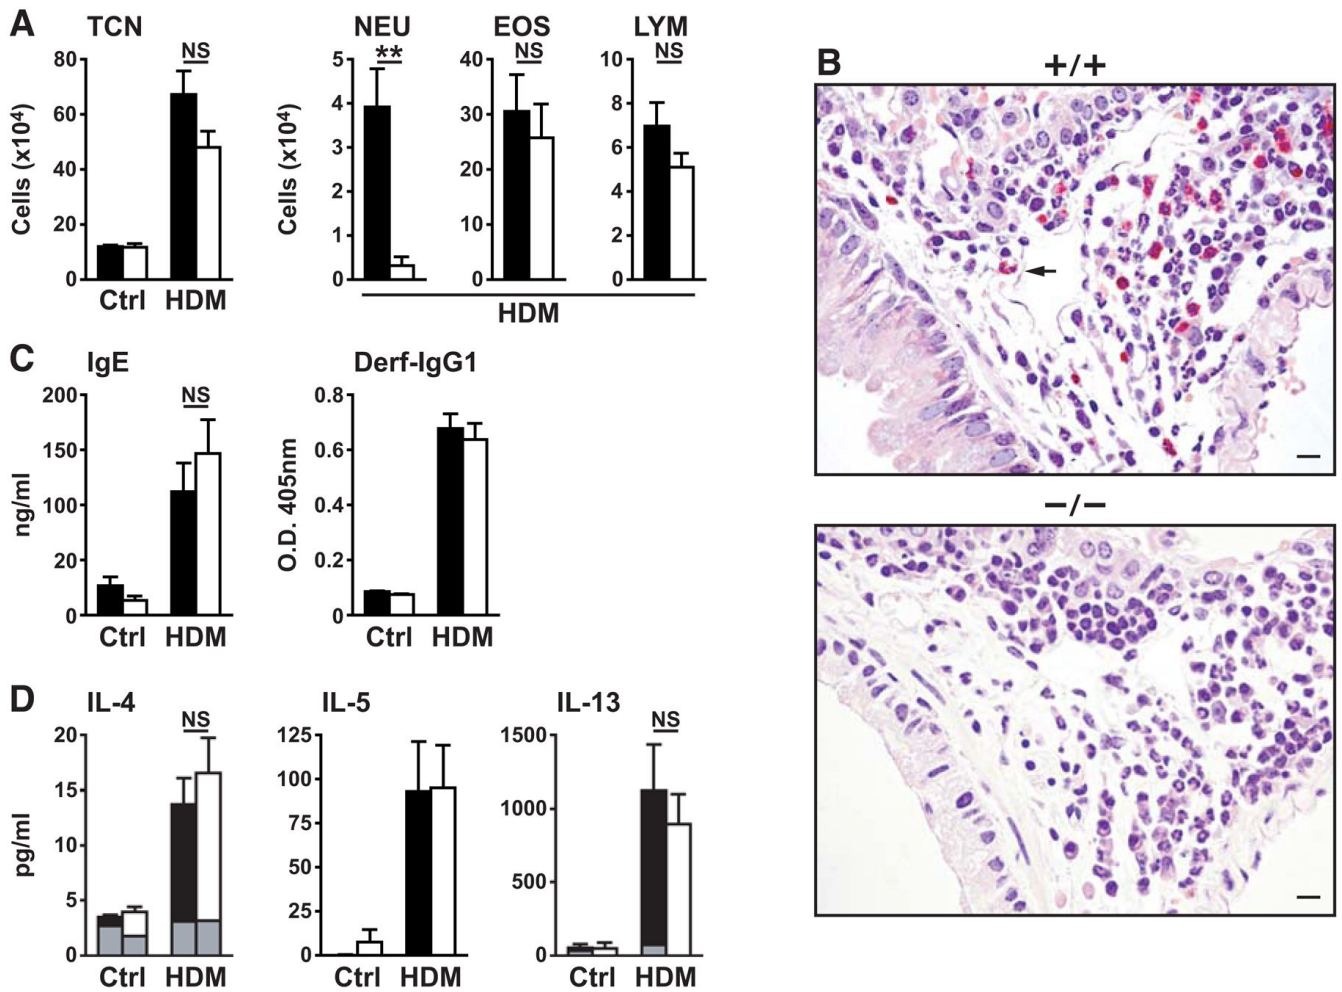 A
TCN
NS
80
60
40
20
0
Cells (x10⁴)
Ctrl HDM
NEU
**
5
4
3
2
1
0
Cells (x10⁴)
EOS
NS
40
30
20
10
0
LYM
NS
10
8
6
4
2
0
HDM
B
+/+
−/−
C
IgE
NS
200
150
100
20
0
ng/ml
Ctrl HDM
Derf-IgG1
0.8
0.6
0.4
0.2
0
O.D. 405nm
Ctrl HDM
D
IL-4
NS
20
15
10
5
0
pg/ml
Ctrl HDM
IL-5
125
100
75
50
25
0
Ctrl HDM
IL-13
NS
1500
1000
500
0
Ctrl HDM